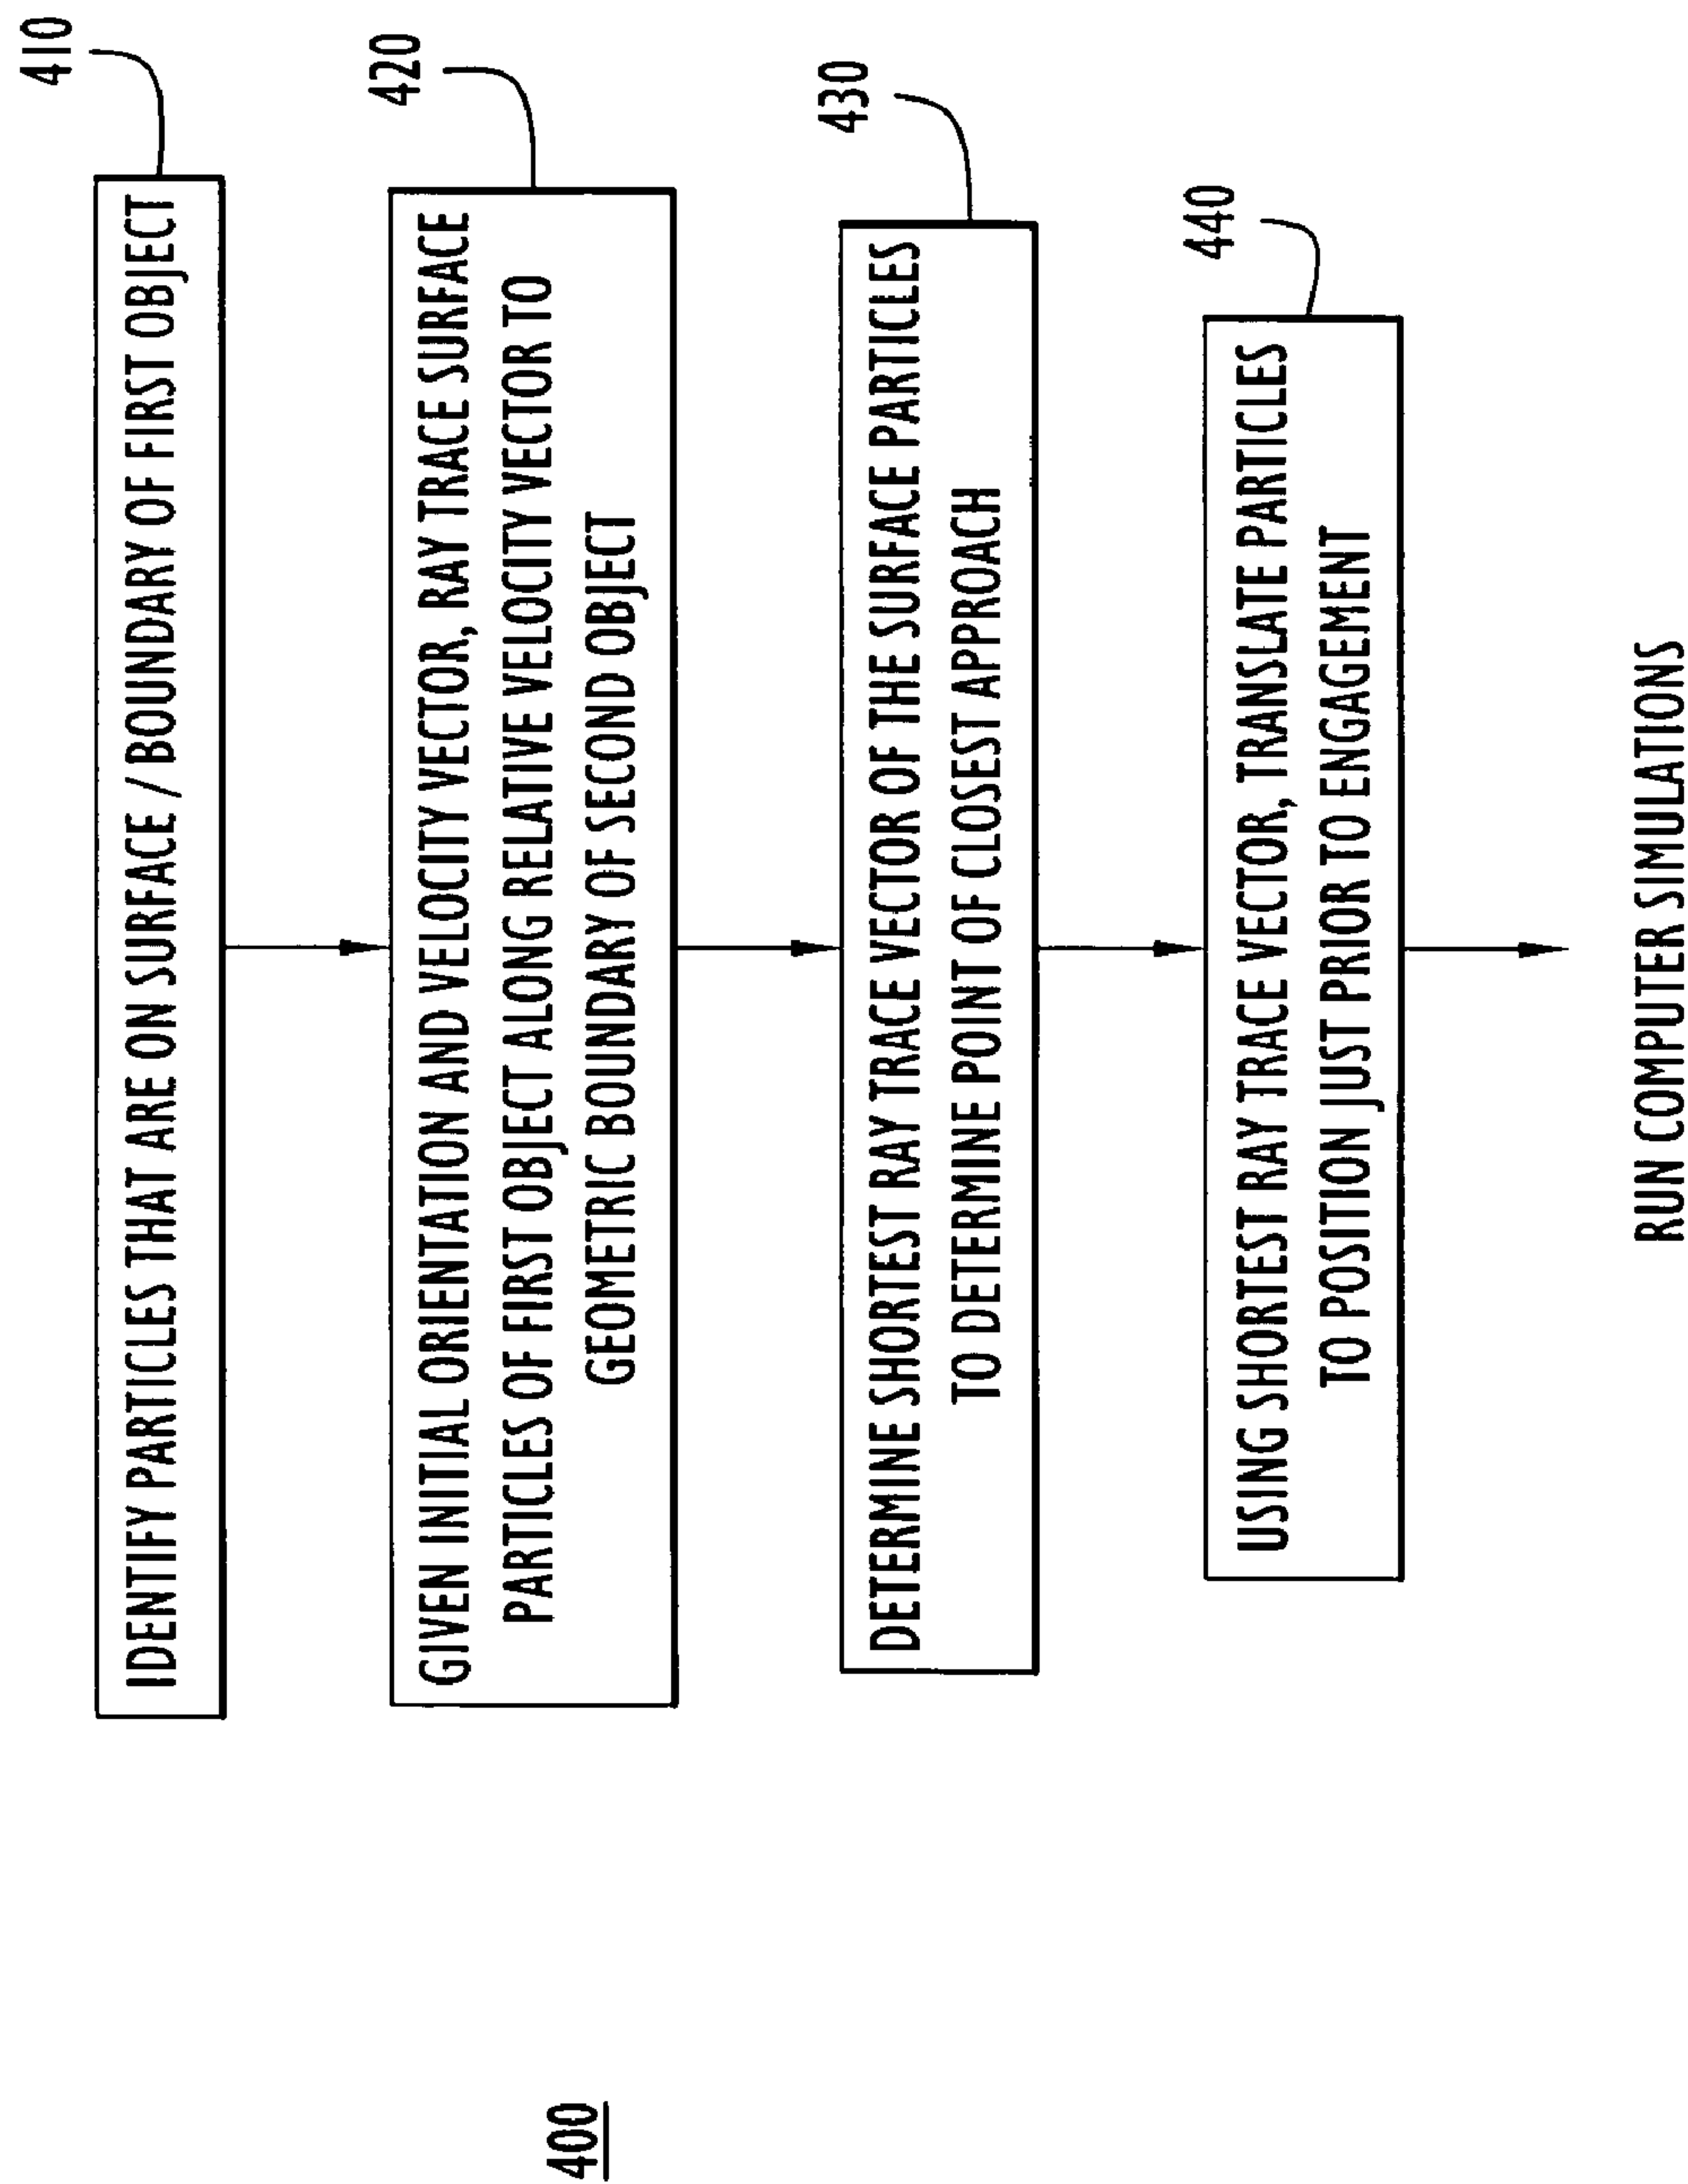 400
410
IDENTIFY PARTICLES THAT ARE ON SURFACE / BOUNDARY OF FIRST OBJECT
420
GIVEN INITIAL ORIENTATION AND VELOCITY VECTOR, RAY TRACE SURFACE
PARTICLES OF FIRST OBJECT ALONG RELATIVE VELOCITY VECTOR TO
GEOMETRIC BOUNDARY OF SECOND OBJECT
430
DETERMINE SHORTEST RAY TRACE VECTOR OF THE SURFACE PARTICLES
TO DETERMINE POINT OF CLOSEST APPROACH
440
USING SHORTEST RAY TRACE VECTOR, TRANSLATE PARTICLES
TO POSITION JUST PRIOR TO ENGAGEMENT
RUN COMPUTER SIMULATIONS